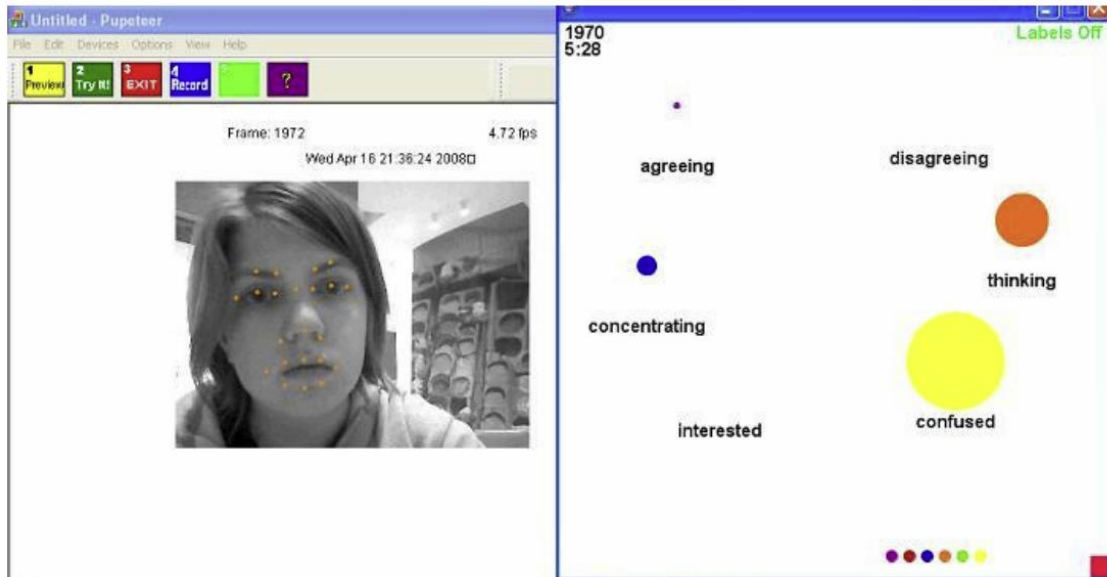 Untitled - Pupeteer
File Edit Devices Options View Help
1 Preview
2 Try It!
3 EXIT
4 Record
5
?
Frame: 1972
4.72 fps
Wed Apr 16 21:36:24 2008
1970
5:28
Labels Off
agreeing
disagreeing
thinking
concentrating
confused
interested